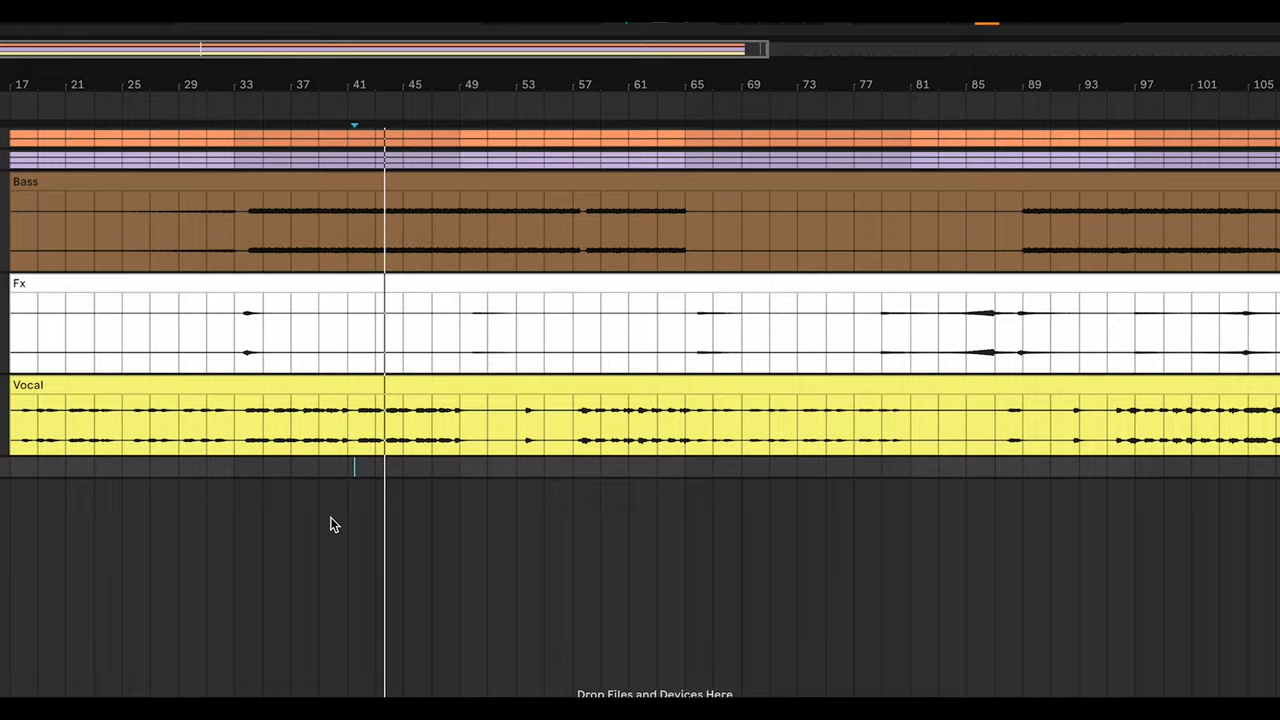 17 21 25 29 33 37 41 45 49 53 57 61 65 69 73 77 81 85 89 93 97 101 105
Bass
Fx
Vocal
Drop Files and Devices Here